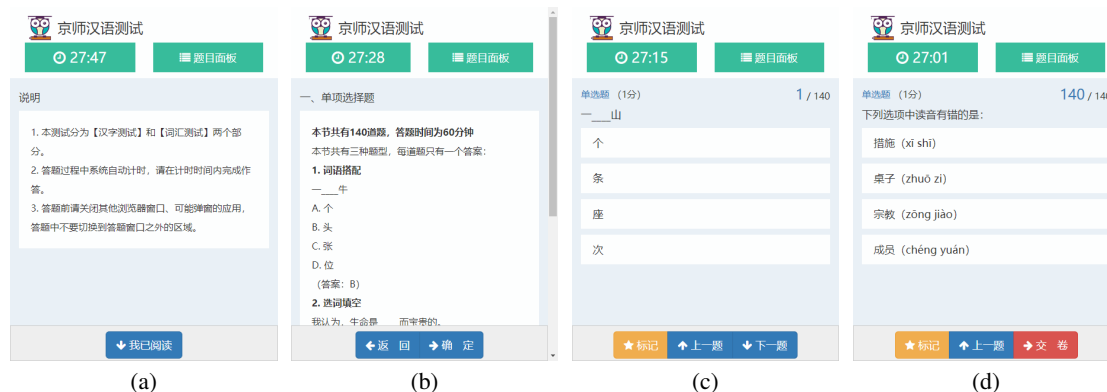 京师汉语测试
27:47 题目面板
说明
1. 本测试分为【汉字测试】和【词汇测试】两个部
分。
2. 答题过程中系统自动计时，请在计时时间内完成作
答。
3. 答题前请关闭其他浏览器窗口、可能弹窗的应用，
答题中不要切换到答题窗口之外的区域。
我已阅读
(a)
京师汉语测试
27:28 题目面板
一、单项选择题
本节共有140道题，答题时间为60分钟
本节共有三种题型，每道题只有一个答案：
1. 词语搭配
一___牛
A. 个
B. 头
C. 张
D. 位
（答案：B）
2. 选词填空
我认为，生命是___而宝贵的。
返 回 确 定
(b)
京师汉语测试
27:15 题目面板
单选题 （1分） 1 / 140
一___山
个
条
座
次
标记 上一题 下一题
(c)
京师汉语测试
27:01 题目面板
单选题 （1分） 140 / 140
下列选项中读音有错的是：
措施（xī shī）
桌子（zhuō zi）
宗教（zōng jiào）
成员（chéng yuán）
标记 上一题 交 卷
(d)